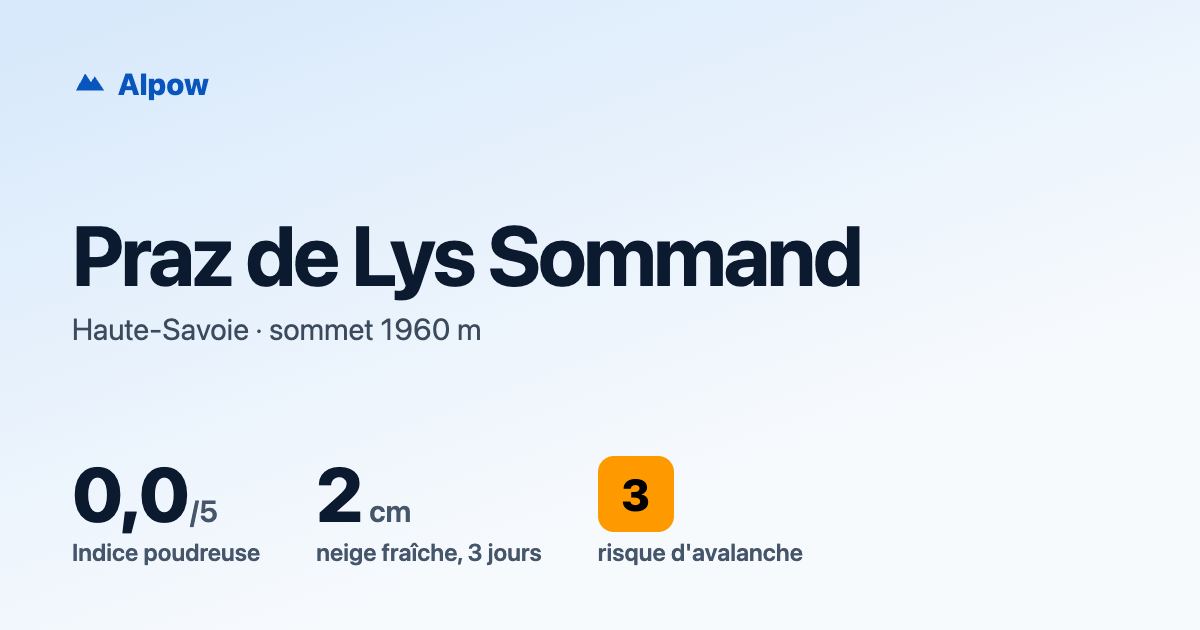 Alpow
Praz de Lys Sommand
Haute-Savoie · sommet 1960 m
0,0/5
Indice poudreuse
2 cm
neige fraîche, 3 jours
3
risque d'avalanche